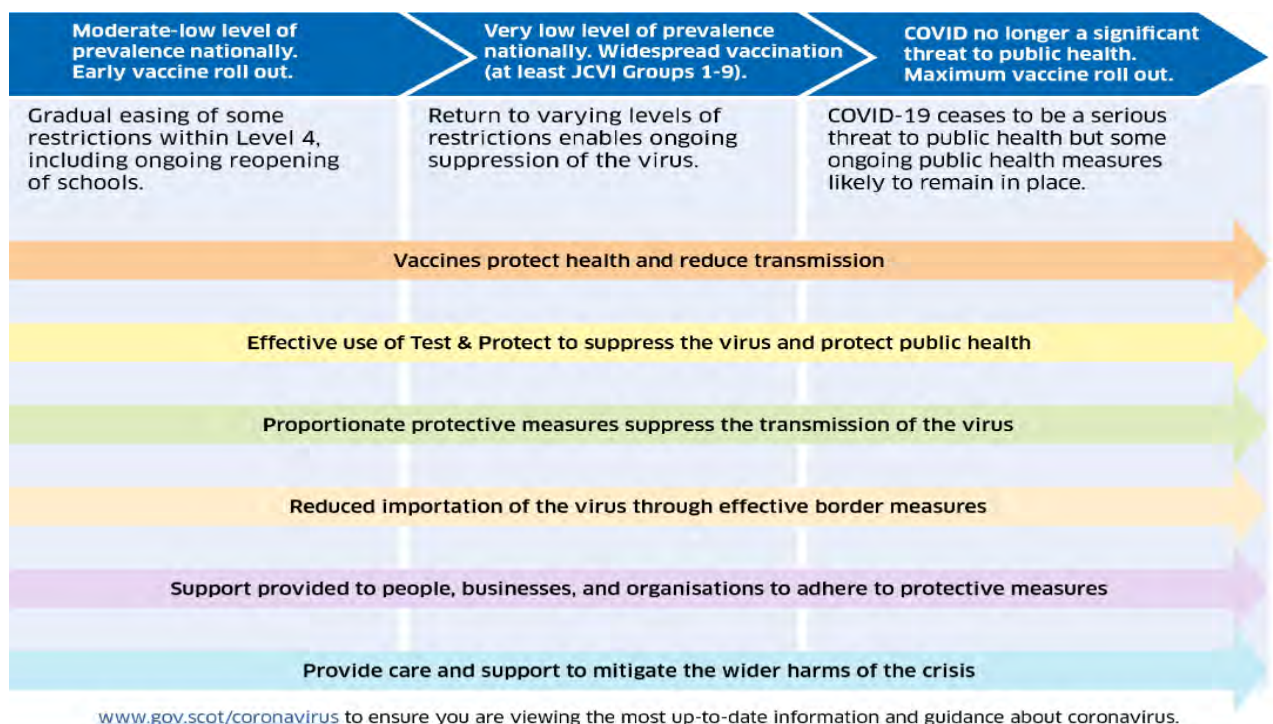 Moderate-low level of
prevalence nationally.
Early vaccine roll out.
Very low level of prevalence
nationally. Widespread vaccination
(at least JCVI Groups 1-9).
COVID no longer a significant
threat to public health.
Maximum vaccine roll out.
Gradual easing of some
restrictions within Level 4,
including ongoing reopening
of schools.
Return to varying levels of
restrictions enables ongoing
suppression of the virus.
COVID-19 ceases to be a serious
threat to public health but some
ongoing public health measures
likely to remain in place.
Vaccines protect health and reduce transmission
Effective use of Test & Protect to suppress the virus and protect public health
Proportionate protective measures suppress the transmission of the virus
Reduced importation of the virus through effective border measures
Support provided to people, businesses, and organisations to adhere to protective measures
Provide care and support to mitigate the wider harms of the crisis
www.gov.scot/coronavirus to ensure you are viewing the most up-to-date information and guidance about coronavirus.